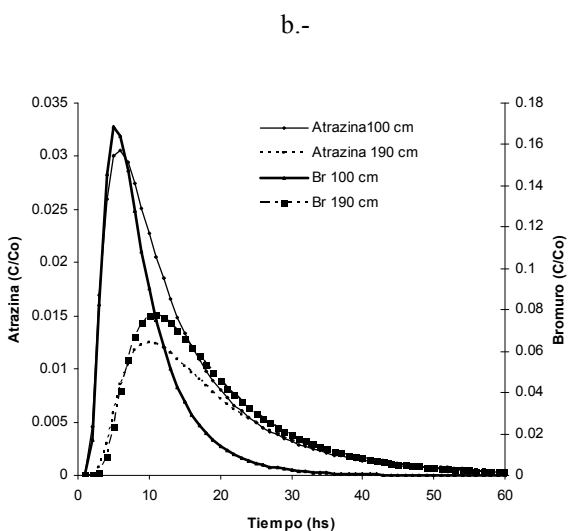 b.-
0.035
0.03
0.025
0.02
0.015
0.01
0.005
0
Atrazina (C/Co)
0.18
0.16
0.14
0.12
0.1
0.08
0.06
0.04
0.02
0
Bromuro (C/Co)
Atrazina100 cm
Atrazina 190 cm
Br 100 cm
Br 190 cm
0 10 20 30 40 50 60
Tiempo (hs)